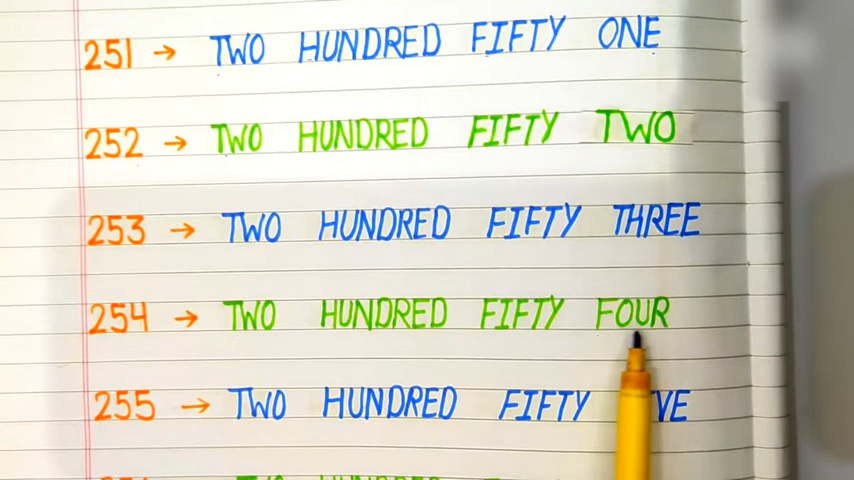 251 → TWO HUNDRED FIFTY ONE
252 → TWO HUNDRED FIFTY TWO
253 → TWO HUNDRED FIFTY THREE
254 → TWO HUNDRED FIFTY FOUR
255 → TWO HUNDRED FIFTY